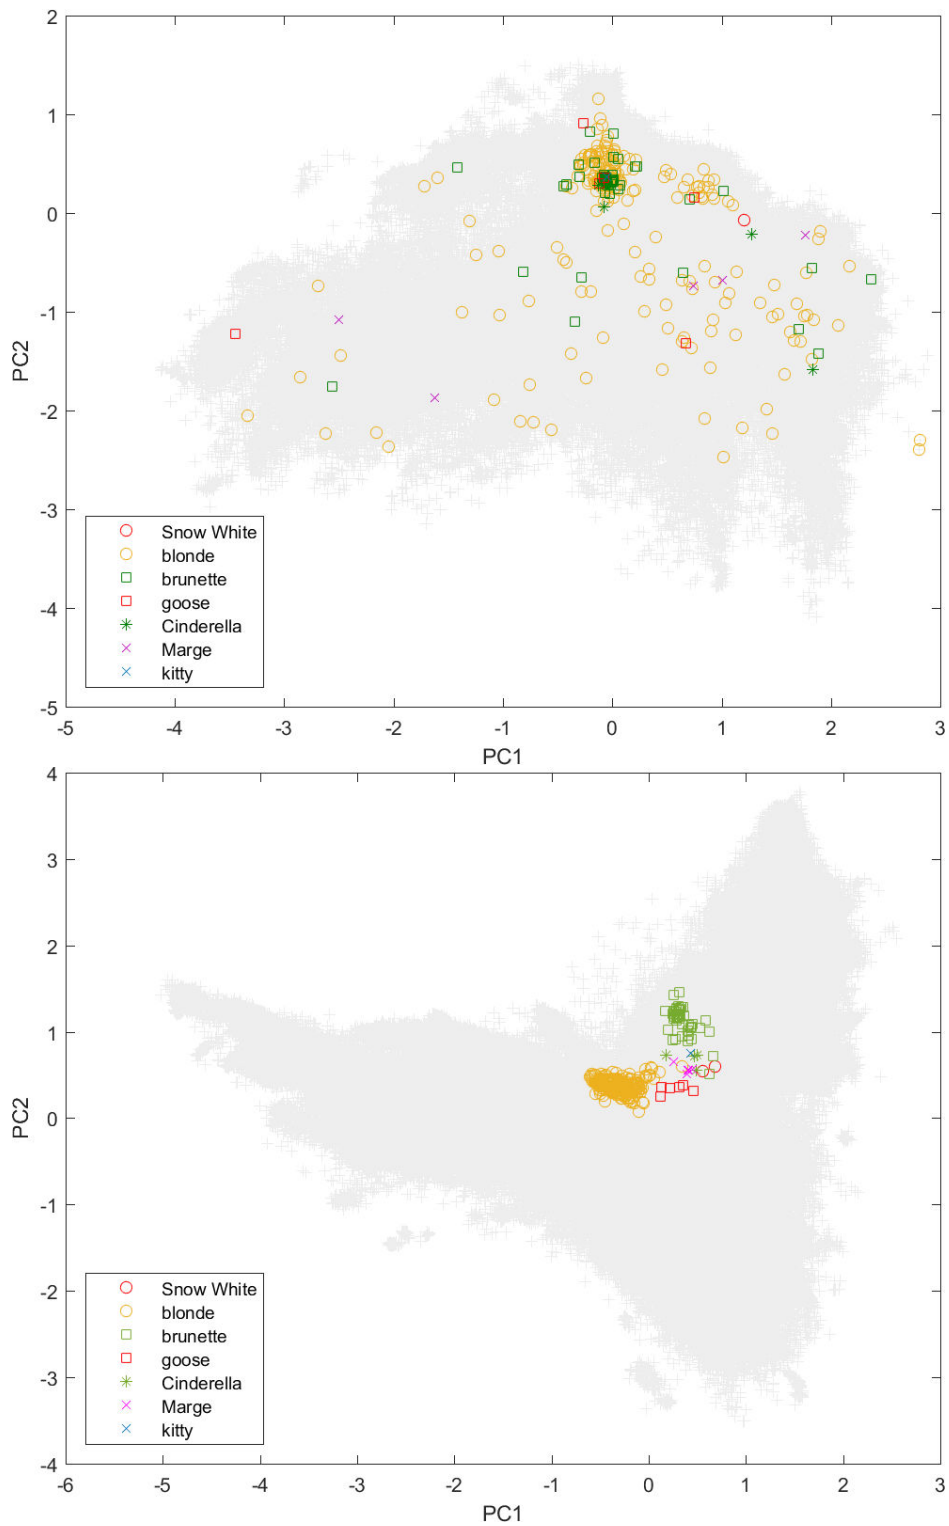 2
1
0
-1
-2
-3
-4
-5
PC2
Snow White
blonde
brunette
goose
Cinderella
Marge
kitty
-5 -4 -3 -2 -1 0 1 2 3
PC1
4
3
2
1
0
-1
-2
-3
-4
PC2
Snow White
blonde
brunette
goose
Cinderella
Marge
kitty
-6 -5 -4 -3 -2 -1 0 1 2 3
PC1